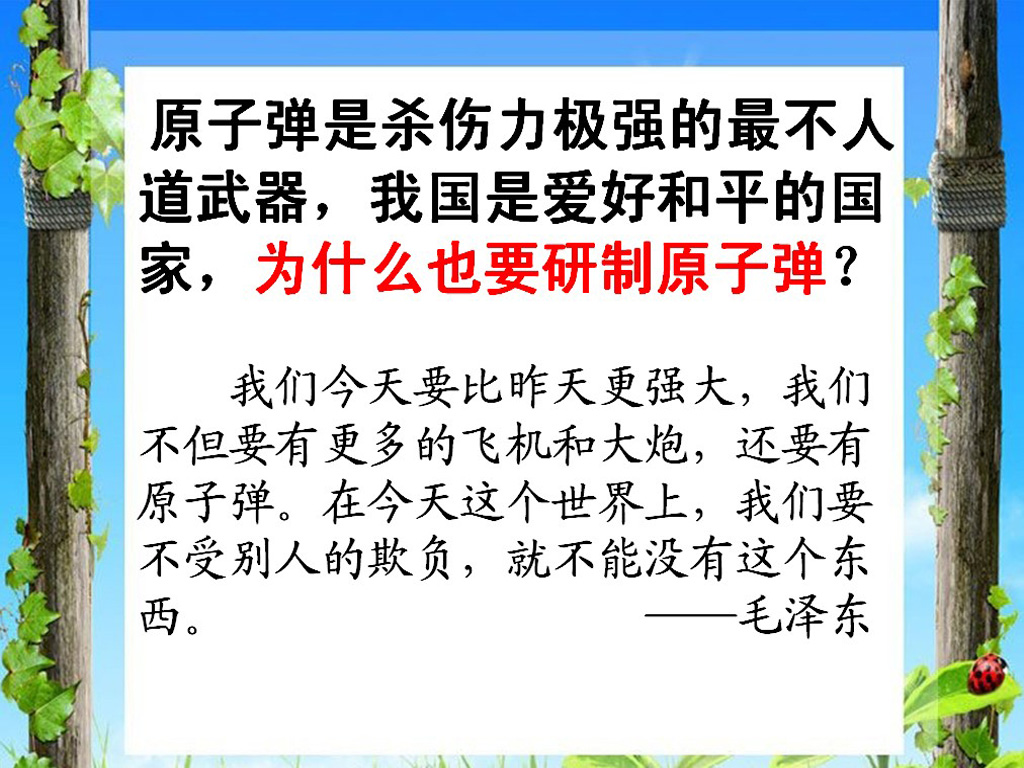 原子弹是杀伤力极强的最不人
道武器，我国是爱好和平的国
家，为什么也要研制原子弹？
我们今天要比昨天更强大，我们
不但要有更多的飞机和大炮，还要有
原子弹。在今天这个世界上，我们要
不受别人的欺负，就不能没有这个东
西。 ——毛泽东